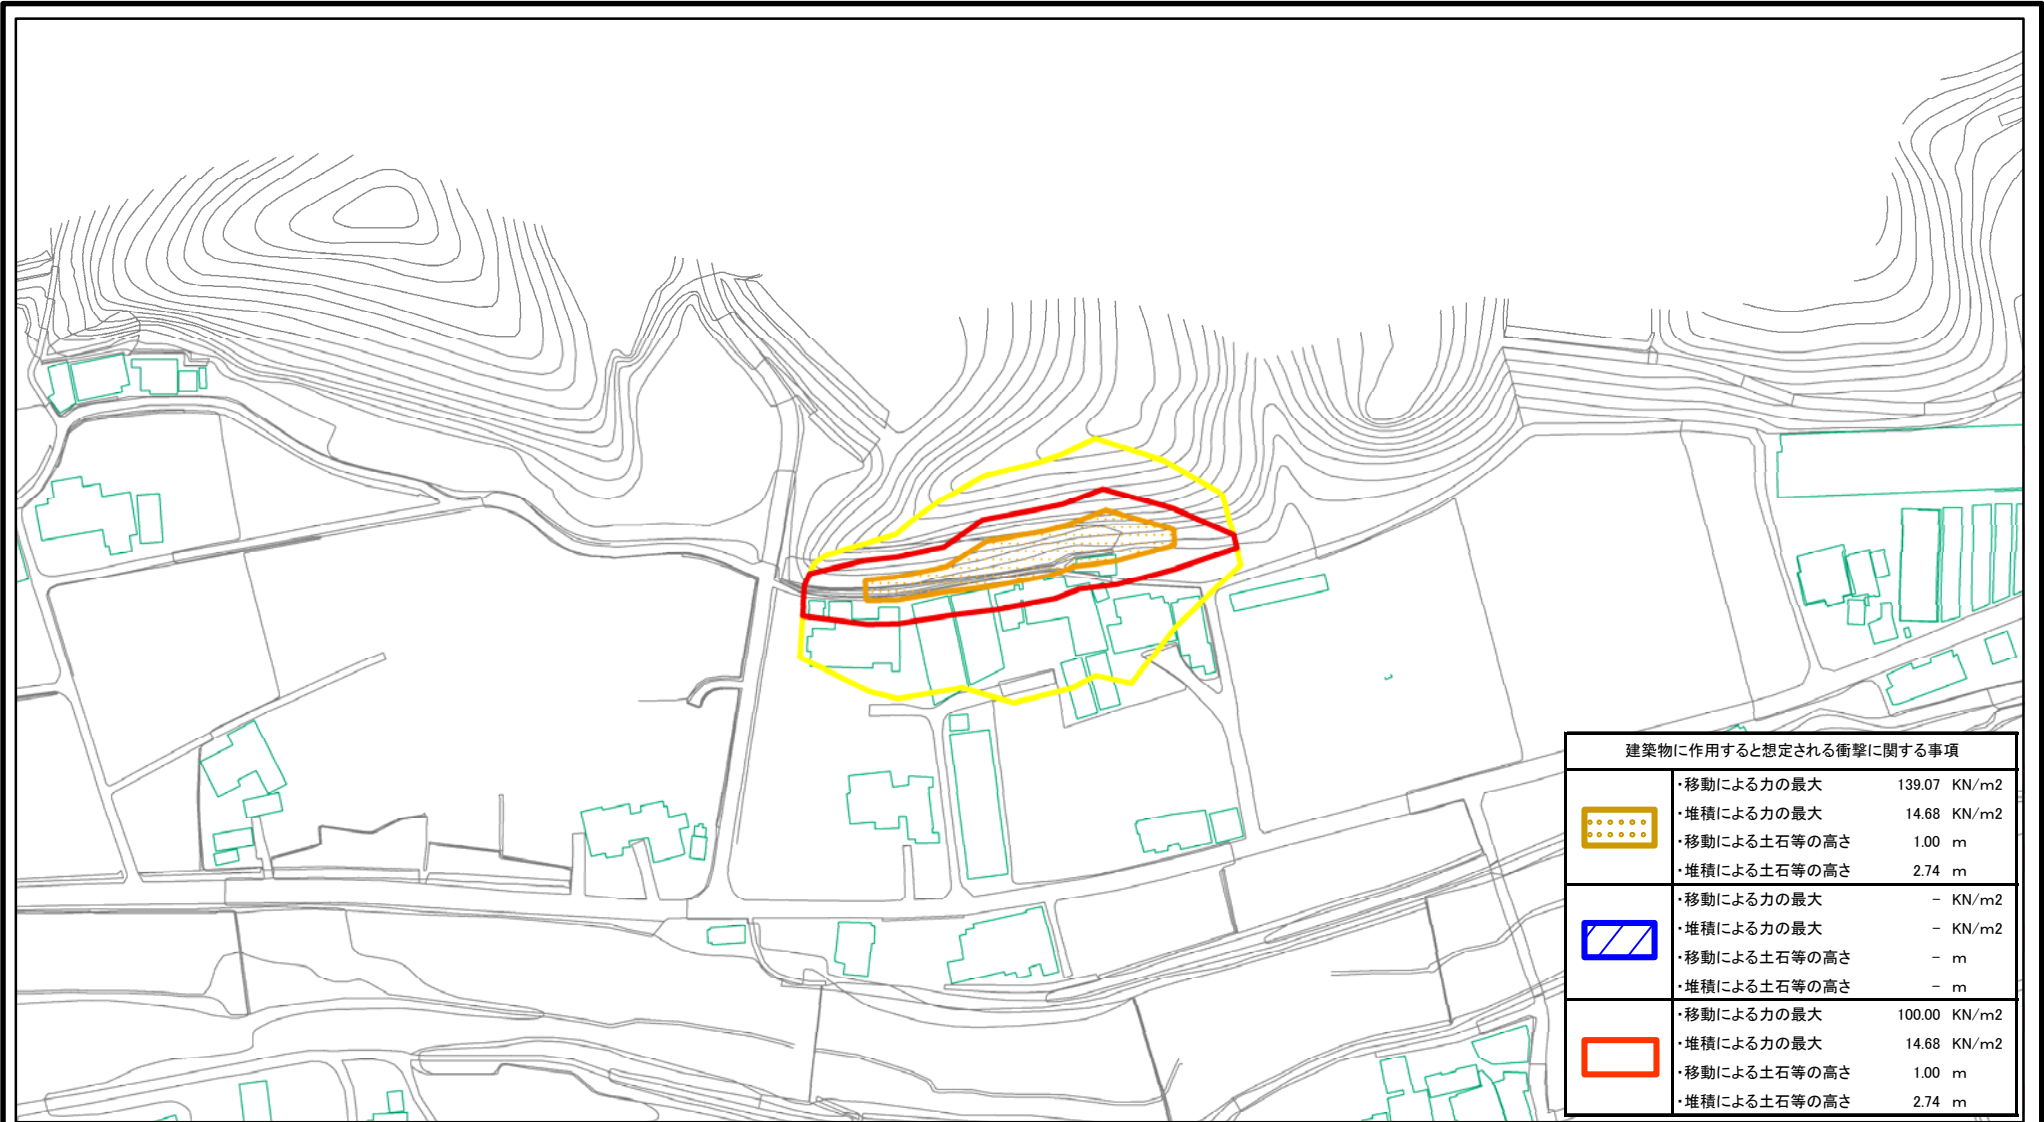 建築物に作用すると想定される衝撃に関する事項
・移動による力の最大 139.07 KN/m2
・堆積による力の最大 14.68 KN/m2
・移動による土石等の高さ 1.00 m
・堆積による土石等の高さ 2.74 m
・移動による力の最大 - KN/m2
・堆積による力の最大 - KN/m2
・移動による土石等の高さ - m
・堆積による土石等の高さ - m
・移動による力の最大 100.00 KN/m2
・堆積による力の最大 14.68 KN/m2
・移動による土石等の高さ 1.00 m
・堆積による土石等の高さ 2.74 m